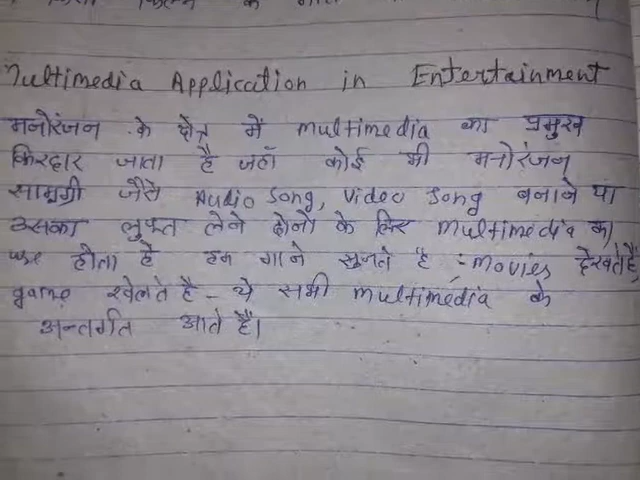 Multimedia Application in Entertainment
मनोरंजन के क्षेत्र में multimedia का प्रमुख
किरदार जाता है जहाँ कोई भी मनोरंजन
सामग्री जैसे Audio Song, Video Song बनाने या
उसका लुफ्त लेने दोनों के लिए multimedia का
use होता है हम गाने सुनते है, movies देखते है,
game खेलते है - ये सभी multimedia के
अन्तर्गत आते हैं।